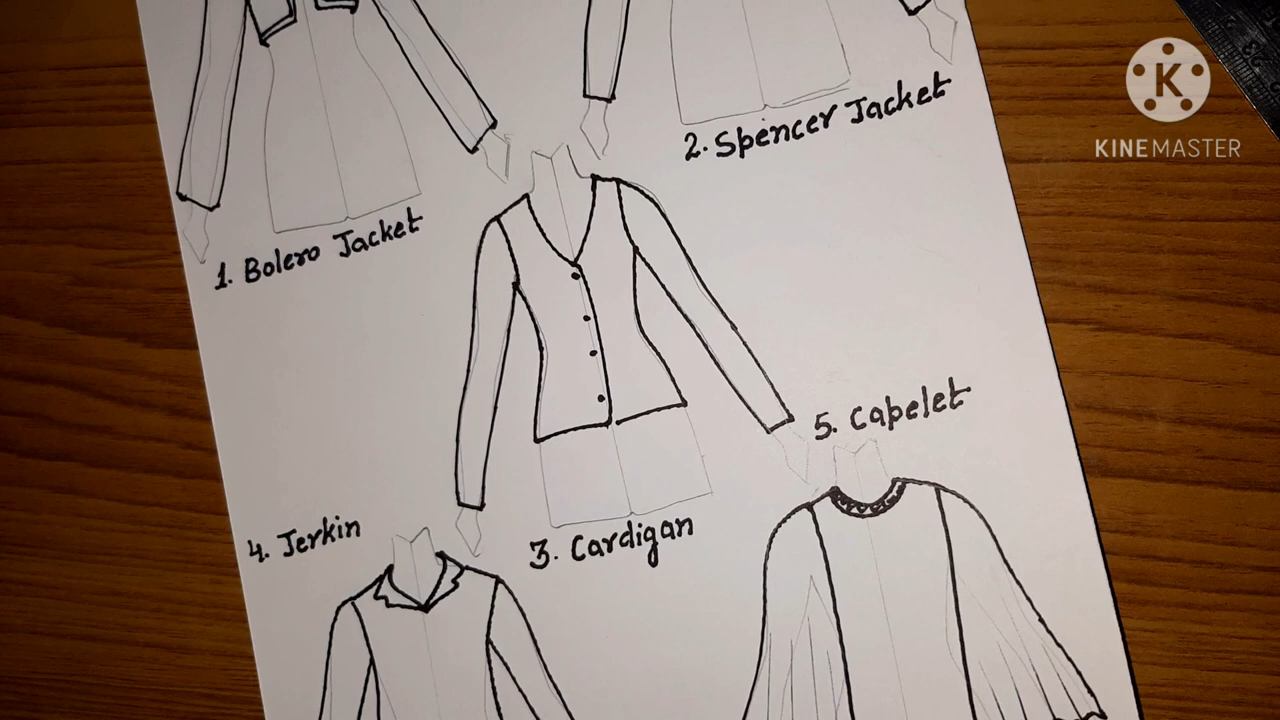 2. Spencer Jacket
1. Bolero Jacket
5. Capelet
4. Jerkin
3. Cardigan
K
KINEMASTER